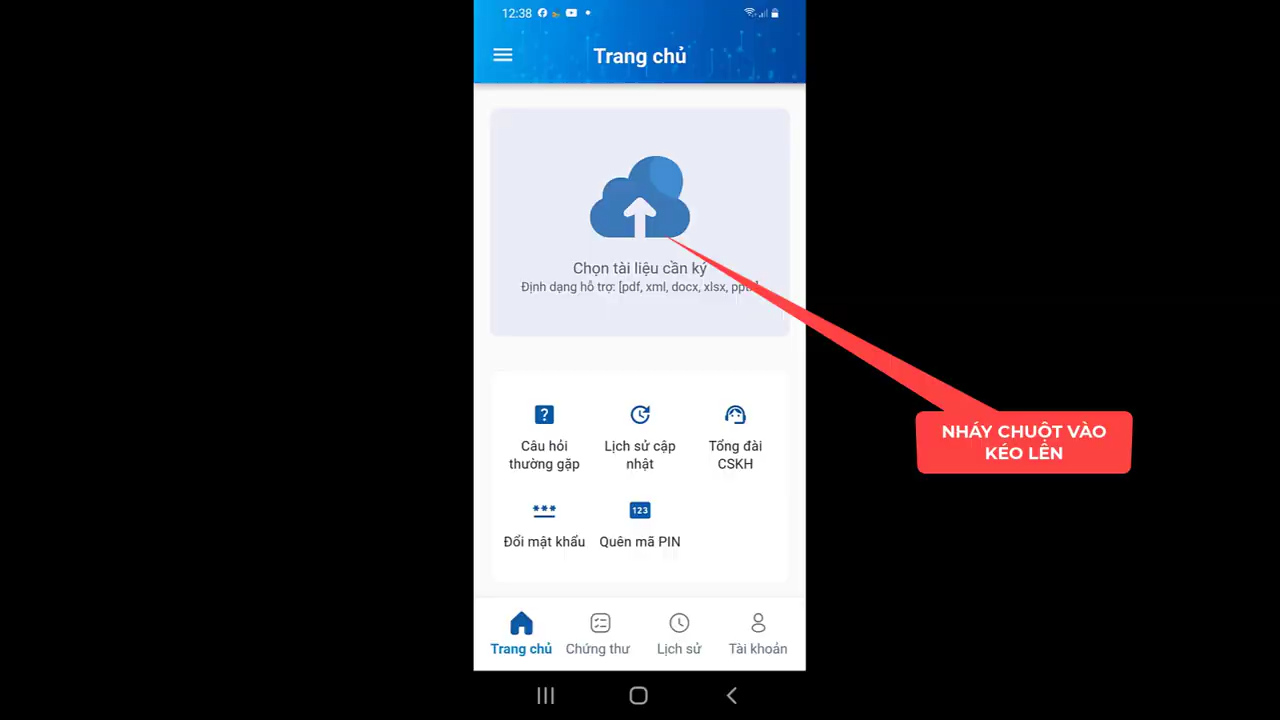 12:38
Trang chủ
Chọn tài liệu cần ký
Định dạng hỗ trợ: [pdf, xml, docx, xlsx, pptx]
NHÁY CHUỘT VÀO
KÉO LÊN
?
Câu hỏi
thường gặp
Lịch sử cập
nhật
Tổng đài
CSKH
***
Đổi mật khẩu
123
Quên mã PIN
Trang chủ
Chứng thư
Lịch sử
Tài khoản